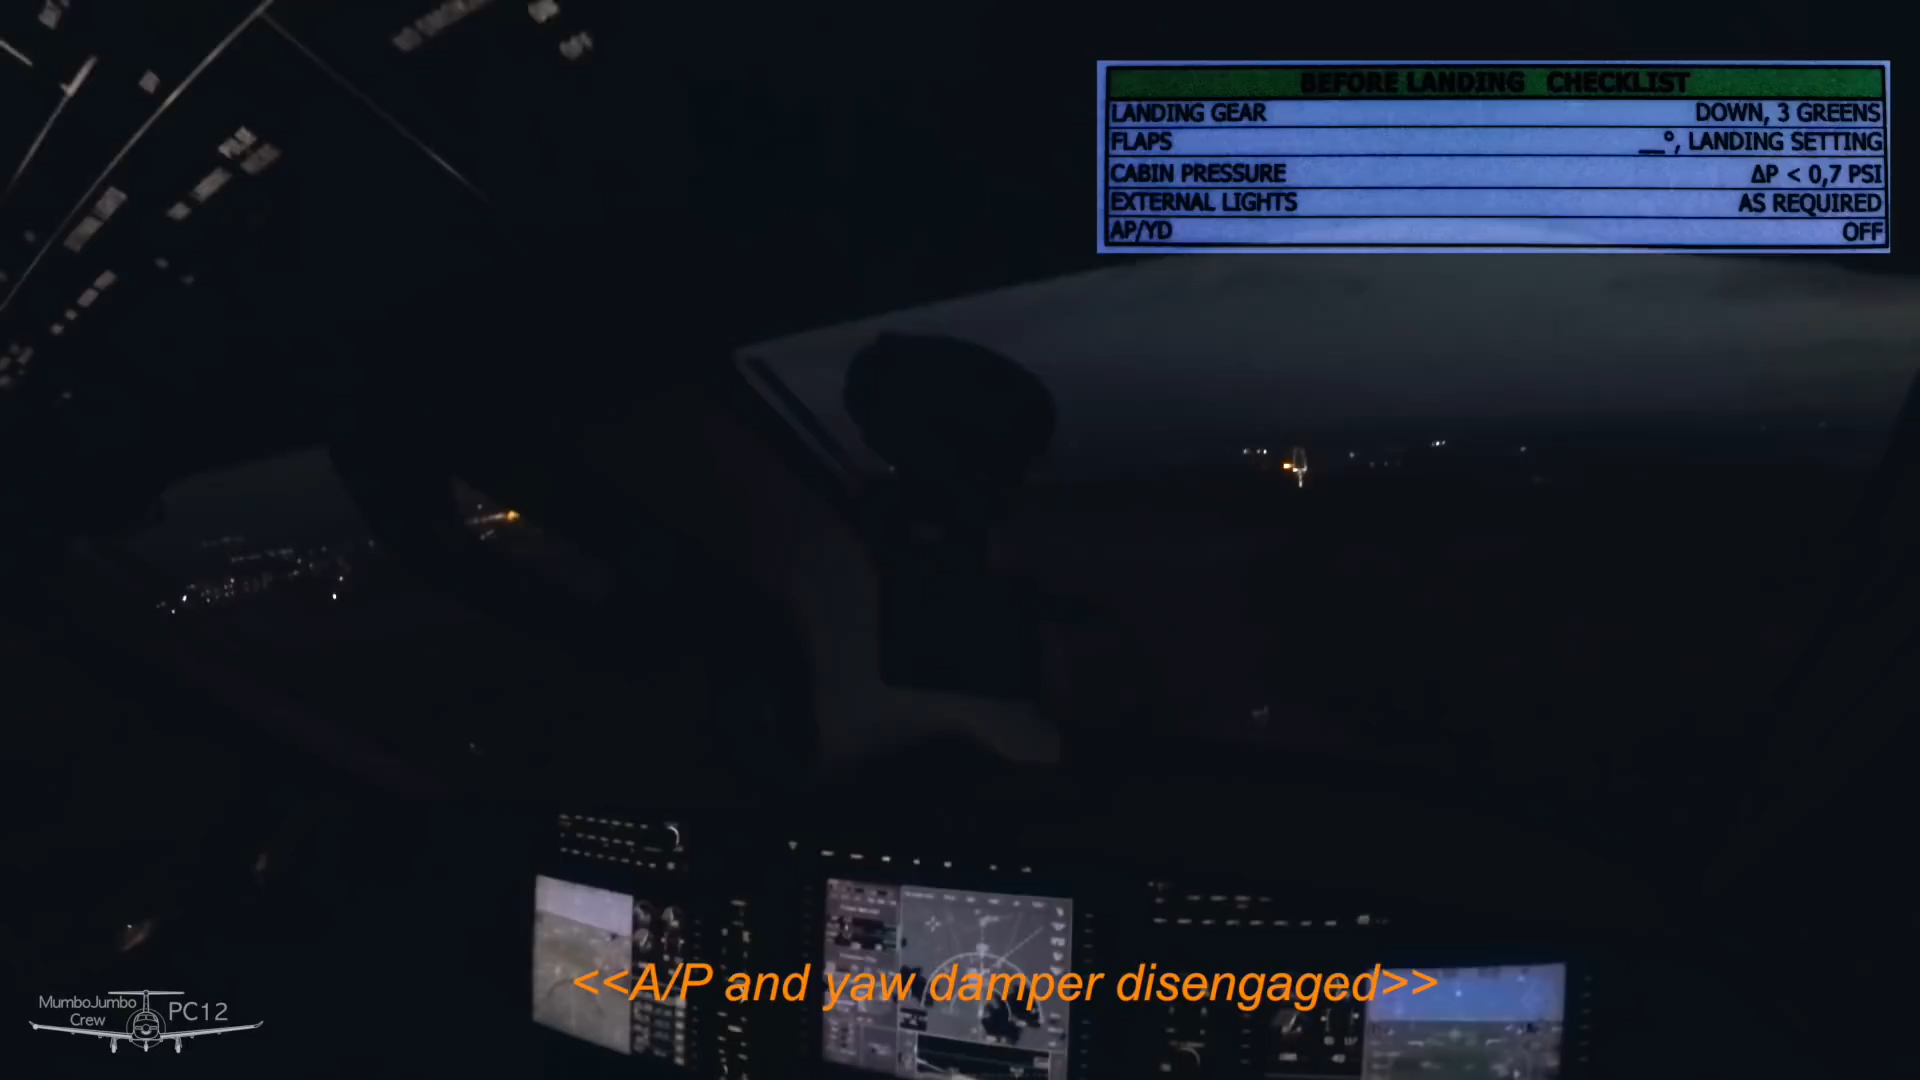 BEFORE LANDING CHECKLIST
LANDING GEAR DOWN, 3 GREENS
FLAPS __°, LANDING SETTING
CABIN PRESSURE ΔP < 0,7 PSI
EXTERNAL LIGHTS AS REQUIRED
AP/YD OFF
<<A/P and yaw damper disengaged>>
MumboJumbo
Crew
PC12